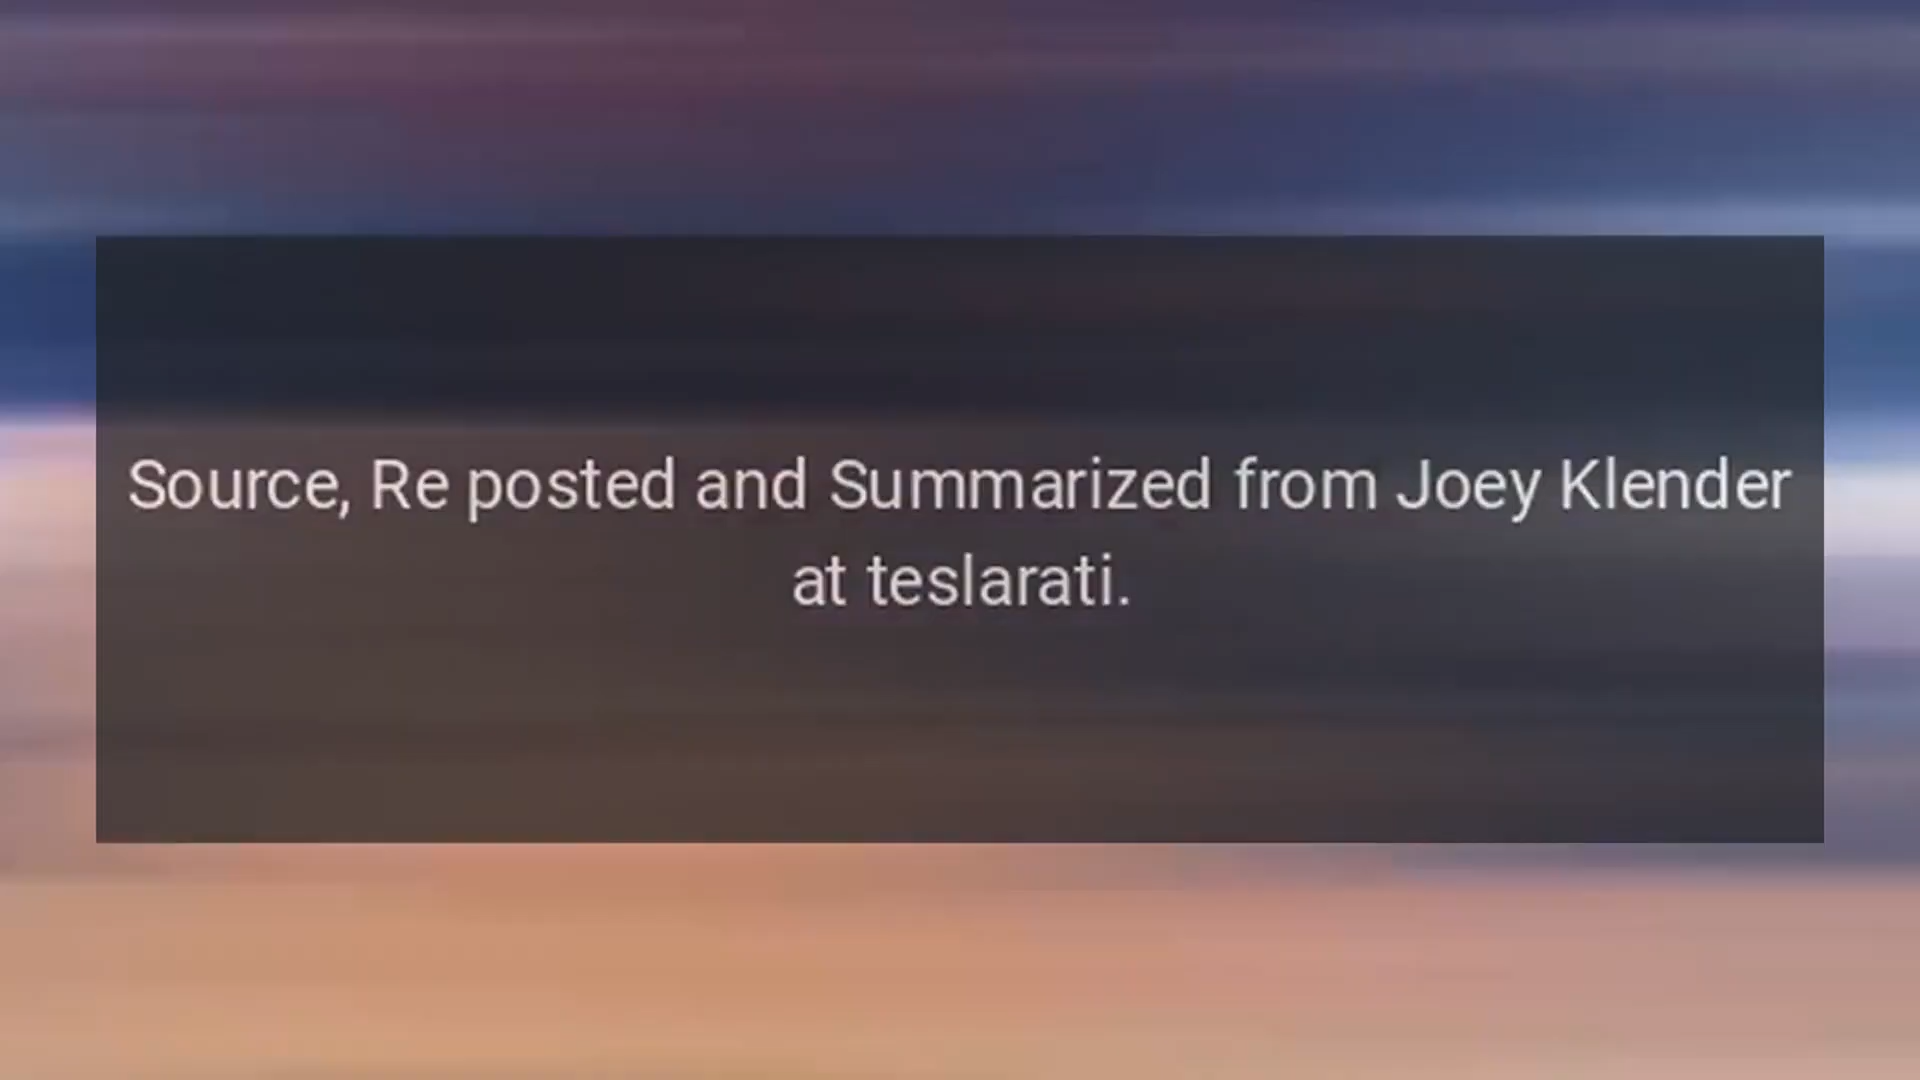 Source, Re posted and Summarized from Joey Klender
at teslarati.